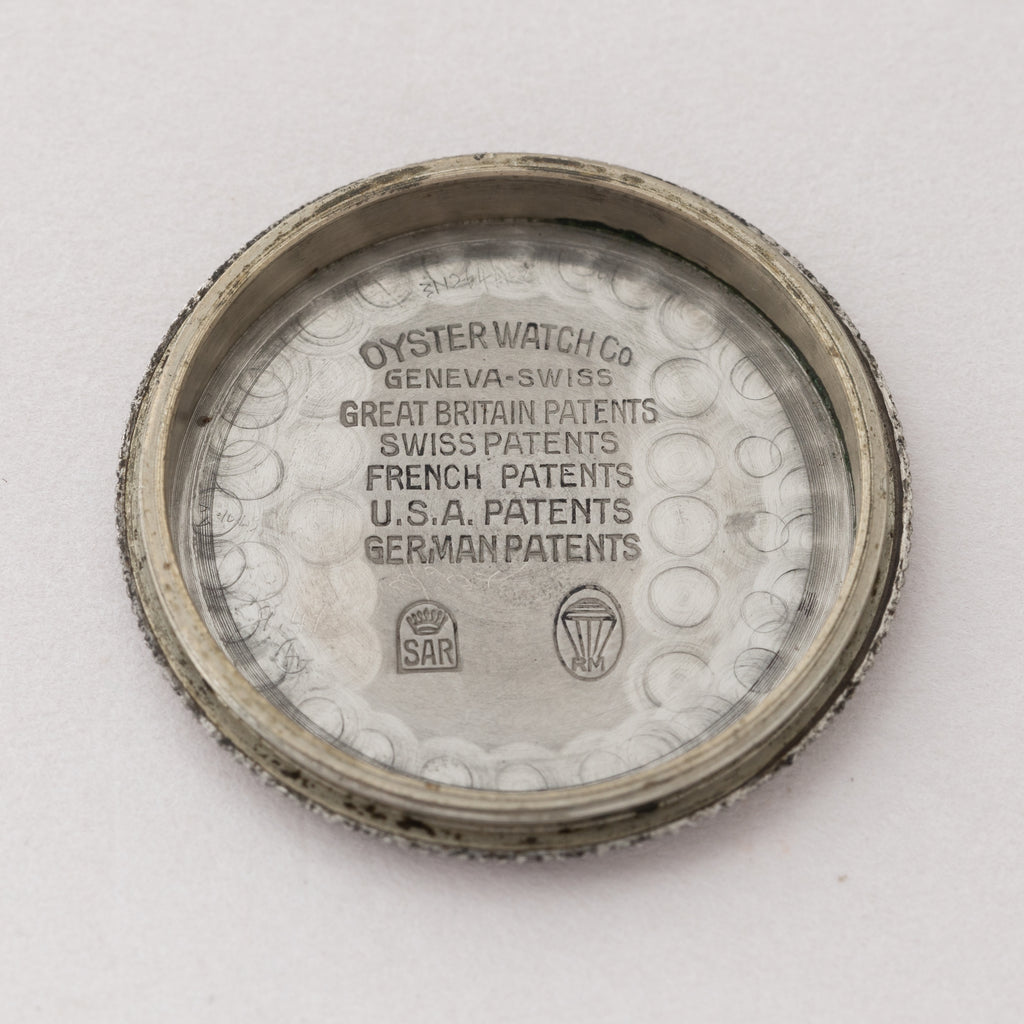 OYSTER WATCH Co
GENEVA-SWISS
GREAT BRITAIN PATENTS
SWISS PATENTS
FRENCH PATENTS
U.S.A. PATENTS
GERMAN PATENTS
SAR
RM